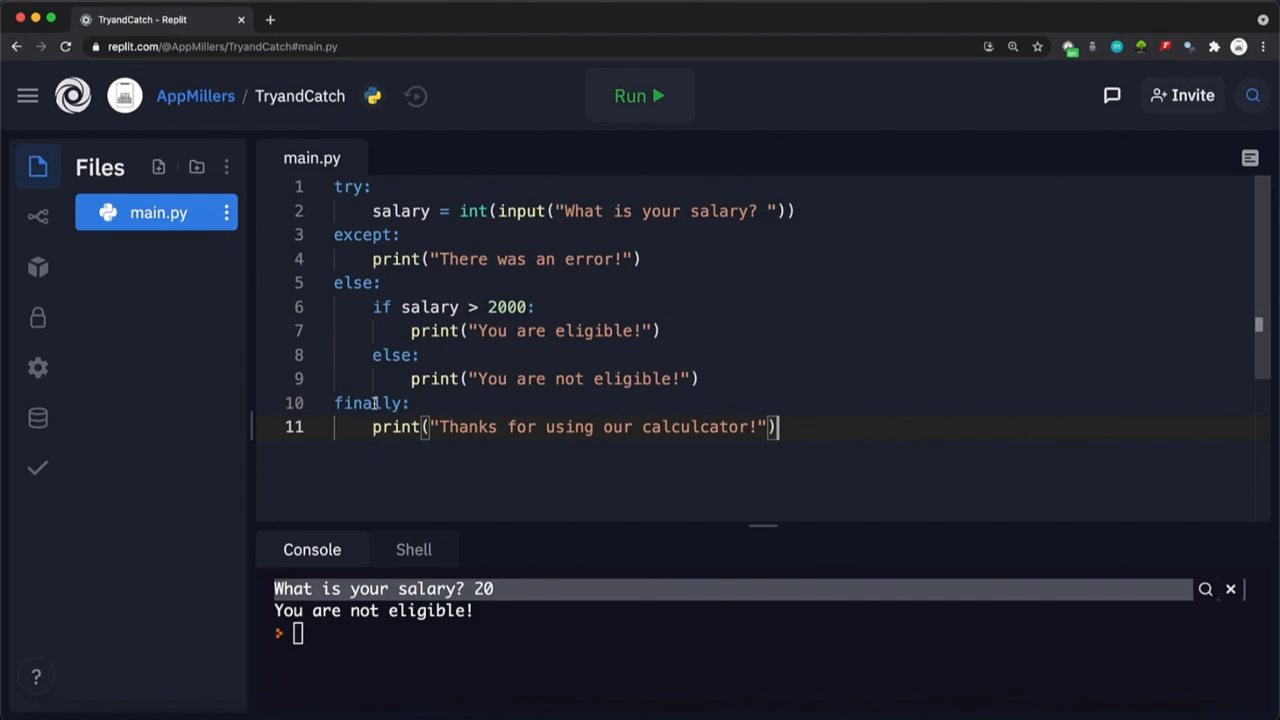 TryandCatch - Replit
replit.com/@AppMillers/TryandCatch#main.py
AppMillers / TryandCatch
Run
Invite
Files
main.py
main.py
1 try:
2 salary = int(input("What is your salary? "))
3 except:
4 print("There was an error!")
5 else:
6 if salary > 2000:
7 print("You are eligible!")
8 else:
9 print("You are not eligible!")
10 finally:
11 print("Thanks for using our calculcator!")
Console Shell
What is your salary? 20
You are not eligible!
?